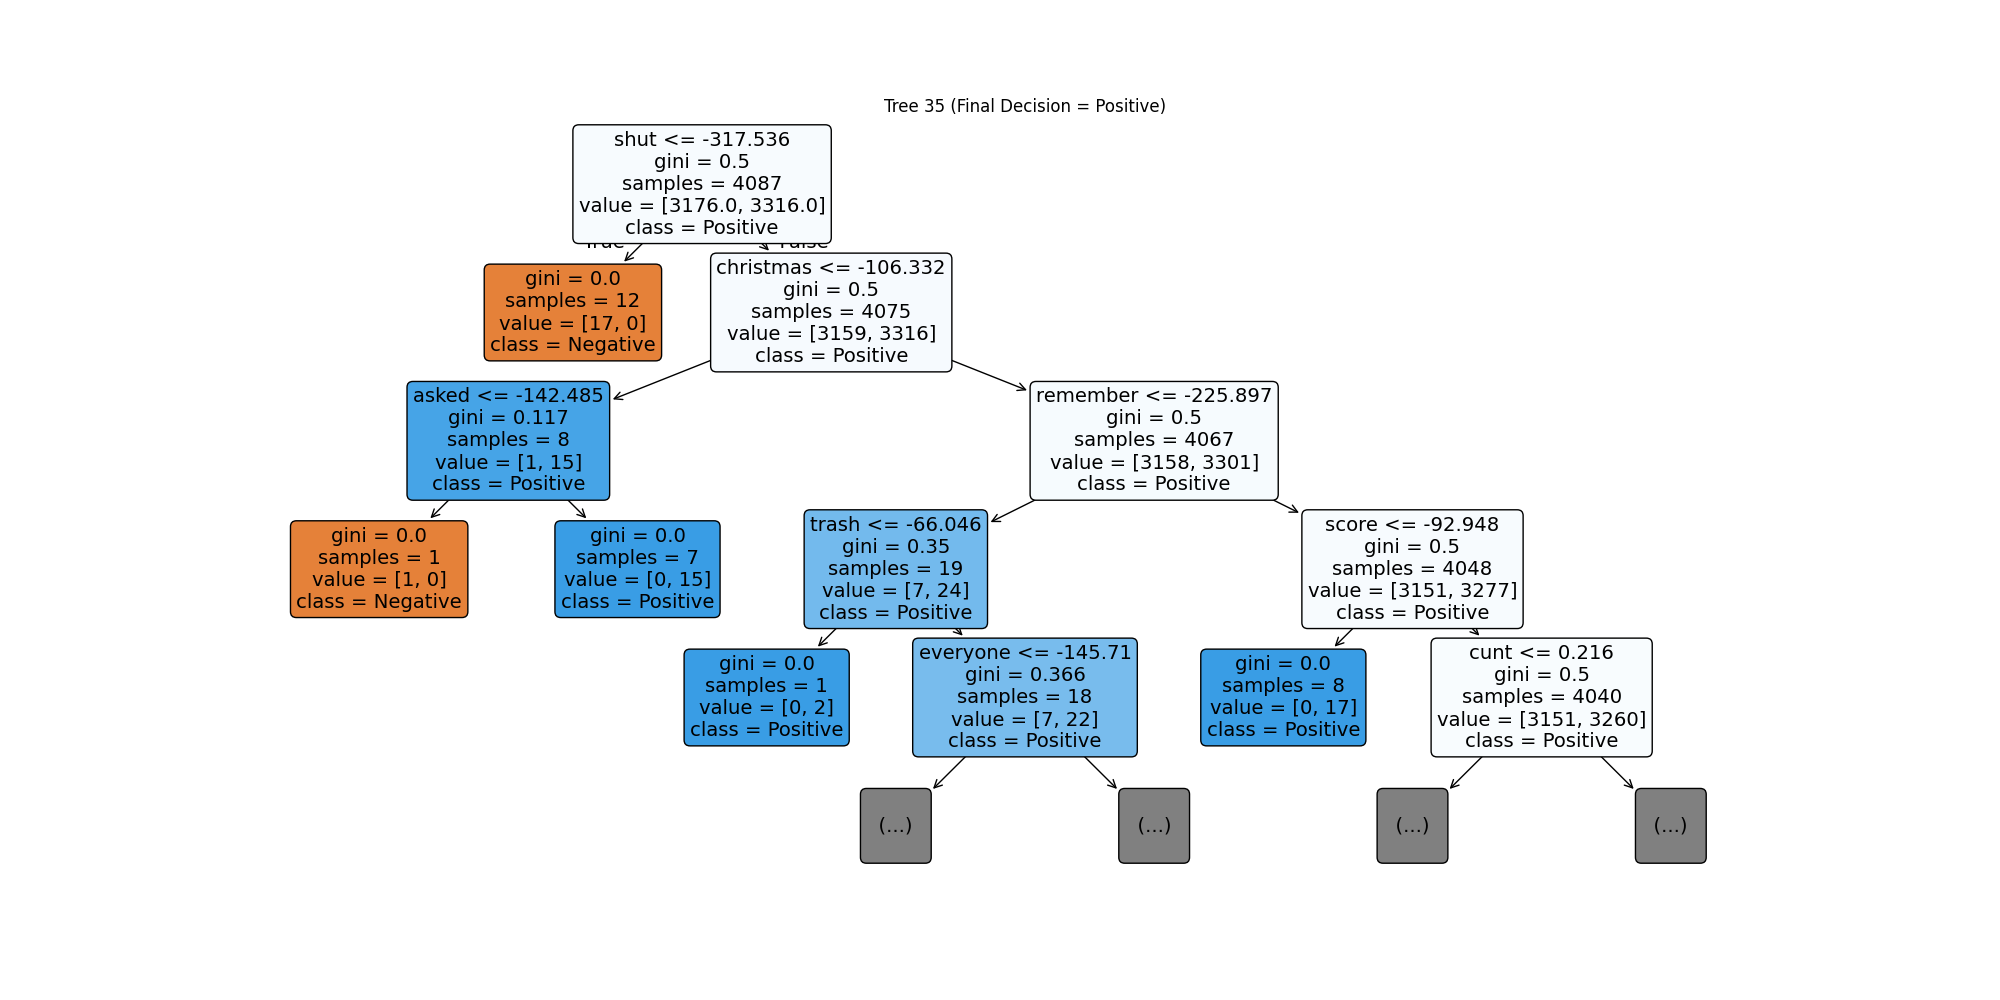 Tree 35 (Final Decision = Positive)
shut <= -317.536
gini = 0.5
samples = 4087
value = [3176.0, 3316.0]
class = Positive
True
False
gini = 0.0
samples = 12
value = [17, 0]
class = Negative
christmas <= -106.332
gini = 0.5
samples = 4075
value = [3159, 3316]
class = Positive
asked <= -142.485
gini = 0.117
samples = 8
value = [1, 15]
class = Positive
remember <= -225.897
gini = 0.5
samples = 4067
value = [3158, 3301]
class = Positive
gini = 0.0
samples = 1
value = [1, 0]
class = Negative
gini = 0.0
samples = 7
value = [0, 15]
class = Positive
trash <= -66.046
gini = 0.35
samples = 19
value = [7, 24]
class = Positive
score <= -92.948
gini = 0.5
samples = 4048
value = [3151, 3277]
class = Positive
gini = 0.0
samples = 1
value = [0, 2]
class = Positive
everyone <= -145.71
gini = 0.366
samples = 18
value = [7, 22]
class = Positive
gini = 0.0
samples = 8
value = [0, 17]
class = Positive
cunt <= 0.216
gini = 0.5
samples = 4040
value = [3151, 3260]
class = Positive
(...)
(...)
(...)
(...)